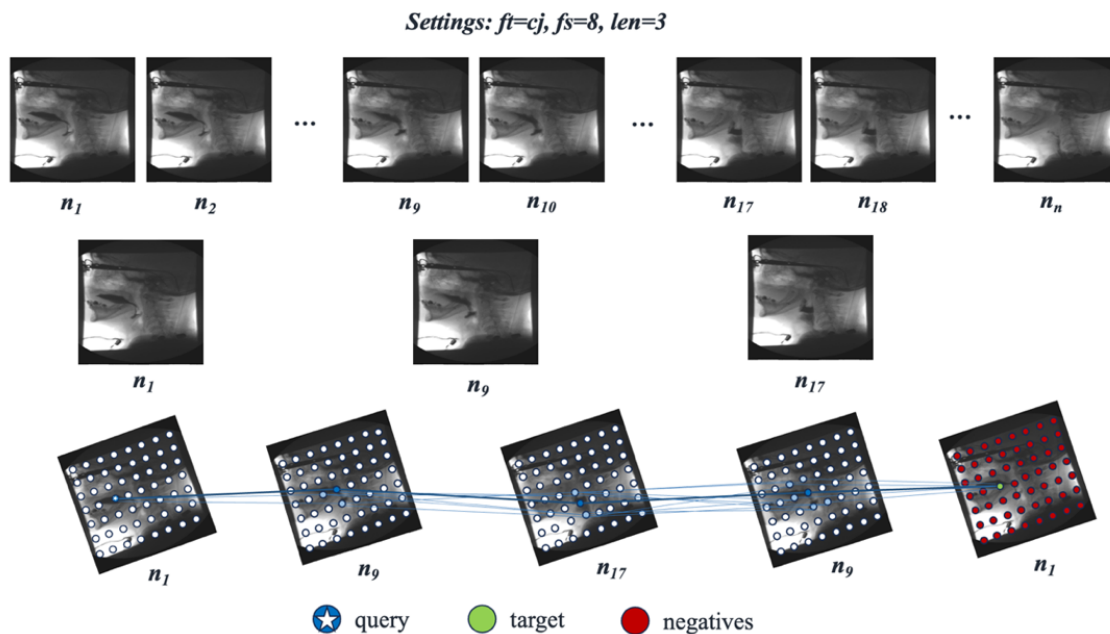 Settings: ft=cj, fs=8, len=3
... ... ...
n1 n2 n9 n10 n17 n18 nn
n1 n9 n17
n1 n9 n17 n9 n1
query target negatives